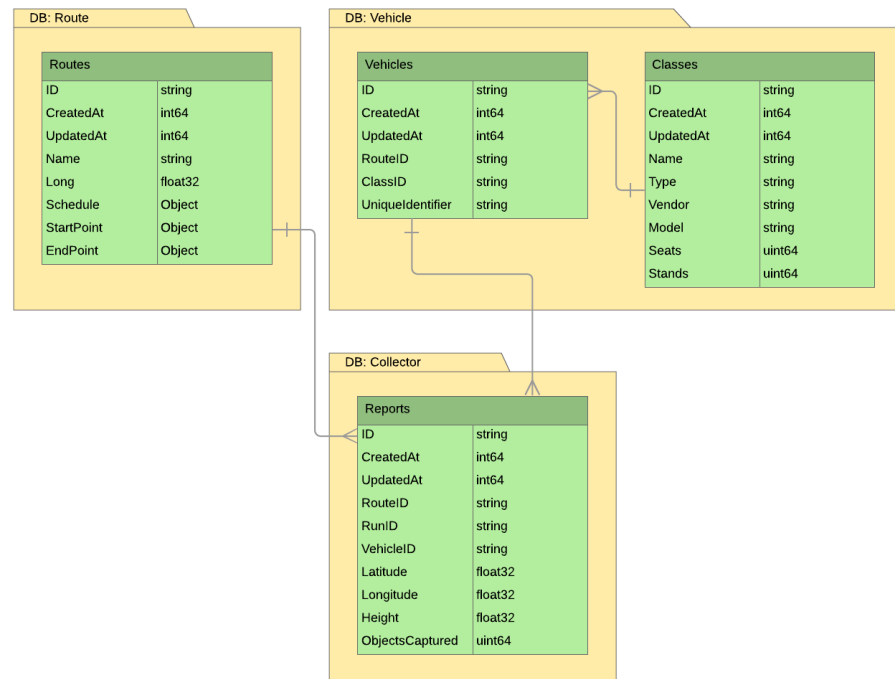 DB: Route
Routes
ID string
CreatedAt int64
UpdatedAt int64
Name string
Long float32
Schedule Object
StartPoint Object
EndPoint Object
DB: Vehicle
Vehicles
ID string
CreatedAt int64
UpdatedAt int64
RouteID string
ClassID string
UniqueIdentifier string
Classes
ID string
CreatedAt int64
UpdatedAt int64
Name string
Type string
Vendor string
Model string
Seats uint64
Stands uint64
DB: Collector
Reports
ID string
CreatedAt int64
UpdatedAt int64
RouteID string
RunID string
VehicleID string
Latitude float32
Longitude float32
Height float32
ObjectsCaptured uint64